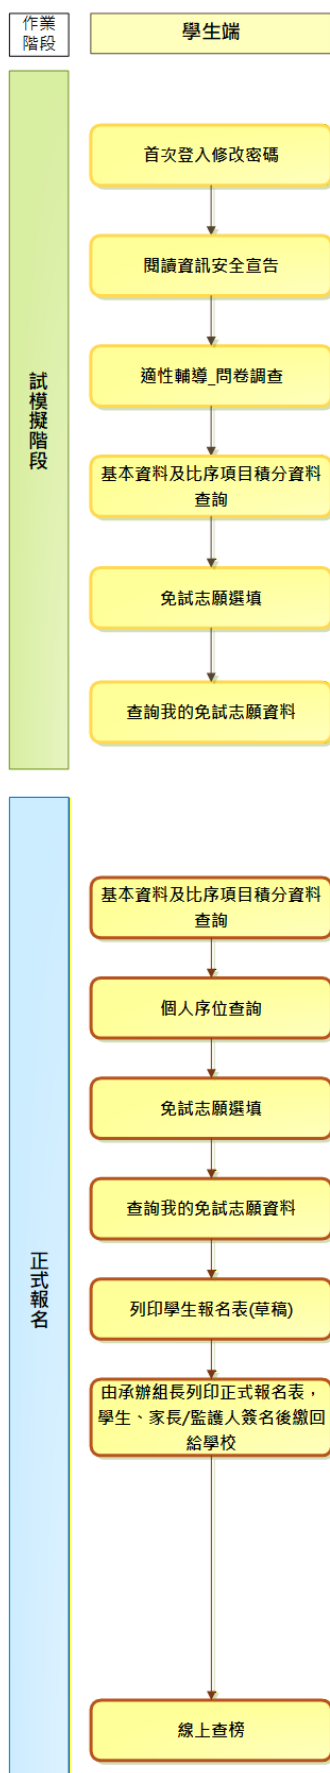 作業
階段
學生端
試模擬階段
首次登入修改密碼
閱讀資訊安全宣告
適性輔導_問卷調查
基本資料及比序項目積分資料
查詢
免試志願選填
查詢我的免試志願資料
正式報名
基本資料及比序項目積分資料
查詢
個人序位查詢
免試志願選填
查詢我的免試志願資料
列印學生報名表(草稿)
由承辦組長列印正式報名表，
學生、家長/監護人簽名後繳回
給學校
線上查榜